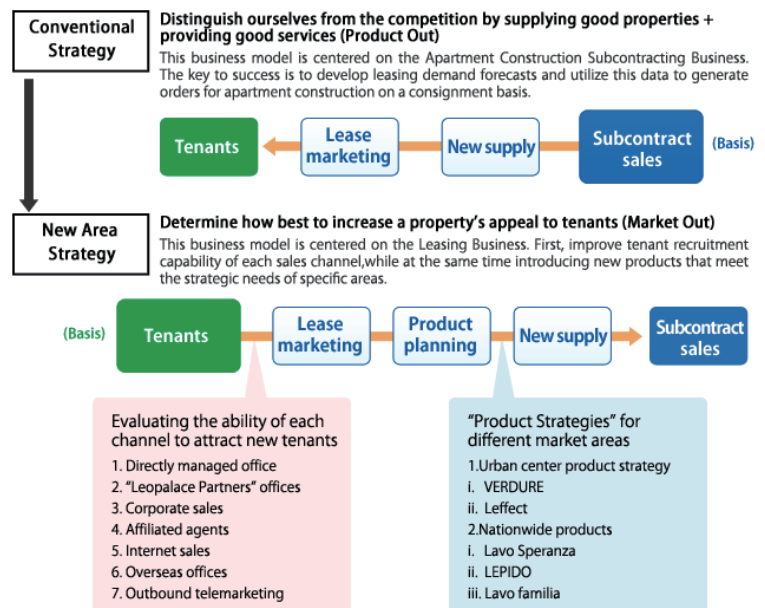 Conventional
Strategy
Distinguish ourselves from the competition by supplying good properties +
providing good services (Product Out)
This business model is centered on the Apartment Construction Subcontracting Business.
The key to success is to develop leasing demand forecasts and utilize this data to generate
orders for apartment construction on a consignment basis.
Tenants
Lease
marketing
New supply
Subcontract
sales
(Basis)
New Area
Strategy
Determine how best to increase a property's appeal to tenants (Market Out)
This business model is centered on the Leasing Business. First, improve tenant recruitment
capability of each sales channel,while at the same time introducing new products that meet
the strategic needs of specific areas.
(Basis)
Tenants
Lease
marketing
Product
planning
New supply
Subcontract
sales
Evaluating the ability of each
channel to attract new tenants
1. Directly managed office
2. "Leopalace Partners" offices
3. Corporate sales
4. Affiliated agents
5. Internet sales
6. Overseas offices
7. Outbound telemarketing
"Product Strategies" for
different market areas
1.Urban center product strategy
i. VERDURE
ii. Leffect
2.Nationwide products
i. Lavo Speranza
ii. LEPIDO
iii. Lavo familia